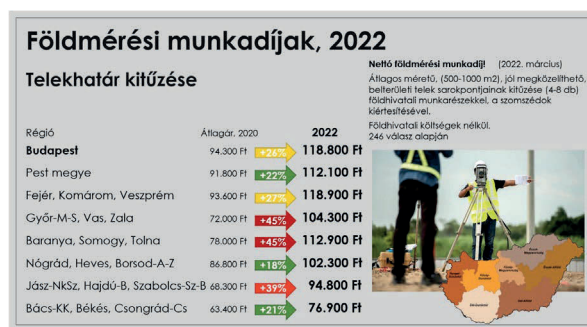 Földmérési munkadíjak, 2022
Telekhatár kitűzése
Nettó földmérési munkadíj! (2022. március)
Átlagos méretű, (500-1000 m2), jól megközelíthető,
belterületi telek sarokpontjainak kitűzése (4-8 db)
földhivatali munkarészekkel, a szomszédok
kiértesítésével.
Földhivatali költségek nélkül.
246 válasz alapján
Régió Átlagár, 2020 2022
Budapest 94.300 Ft +26% 118.800 Ft
Pest megye 91.800 Ft +22% 112.100 Ft
Fejér, Komárom, Veszprém 93.600 Ft +27% 118.900 Ft
Győr-M-S, Vas, Zala 72.000 Ft +45% 104.300 Ft
Baranya, Somogy, Tolna 78.000 Ft +45% 112.900 Ft
Nógrád, Heves, Borsod-A-Z 86.800 Ft +18% 102.300 Ft
Jász-NkSz, Hajdú-B, Szabolcs-Sz-B 68.300 Ft +39% 94.800 Ft
Bács-KK, Békés, Csongrád-Cs 63.400 Ft +21% 76.900 Ft